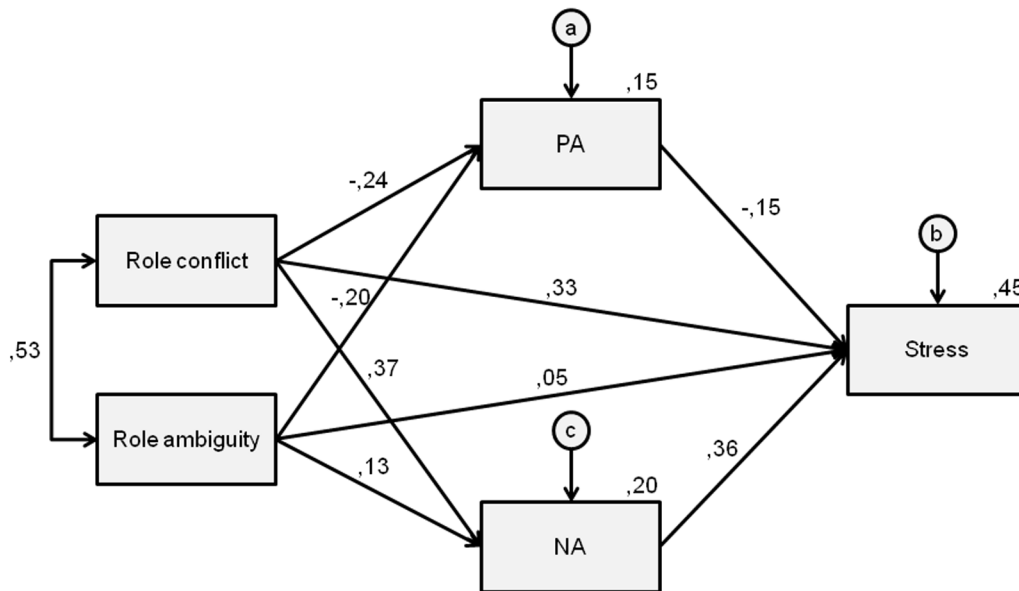 a
,15
PA
-,24
-,15
b
Role conflict
,45
-,20
,33
,53
Stress
,37
,05
Role ambiguity
c
,36
,13
,20
NA